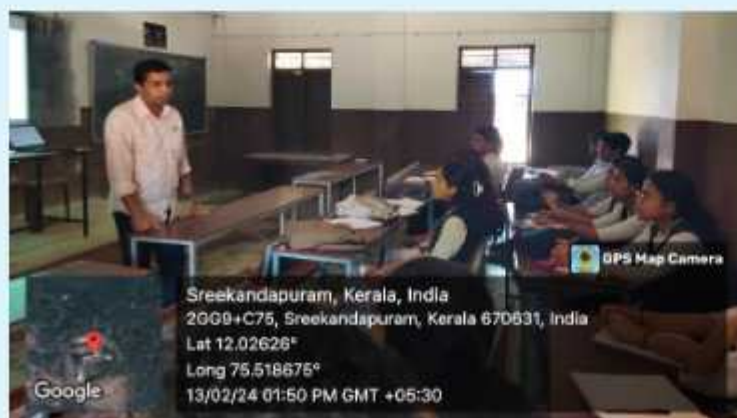 GPS Map Camera
Sreekandapuram, Kerala, India
2GG9+C75, Sreekandapuram, Kerala 670631, India
Lat 12.02626°
Long 75.518675°
13/02/24 01:50 PM GMT +05:30
Google